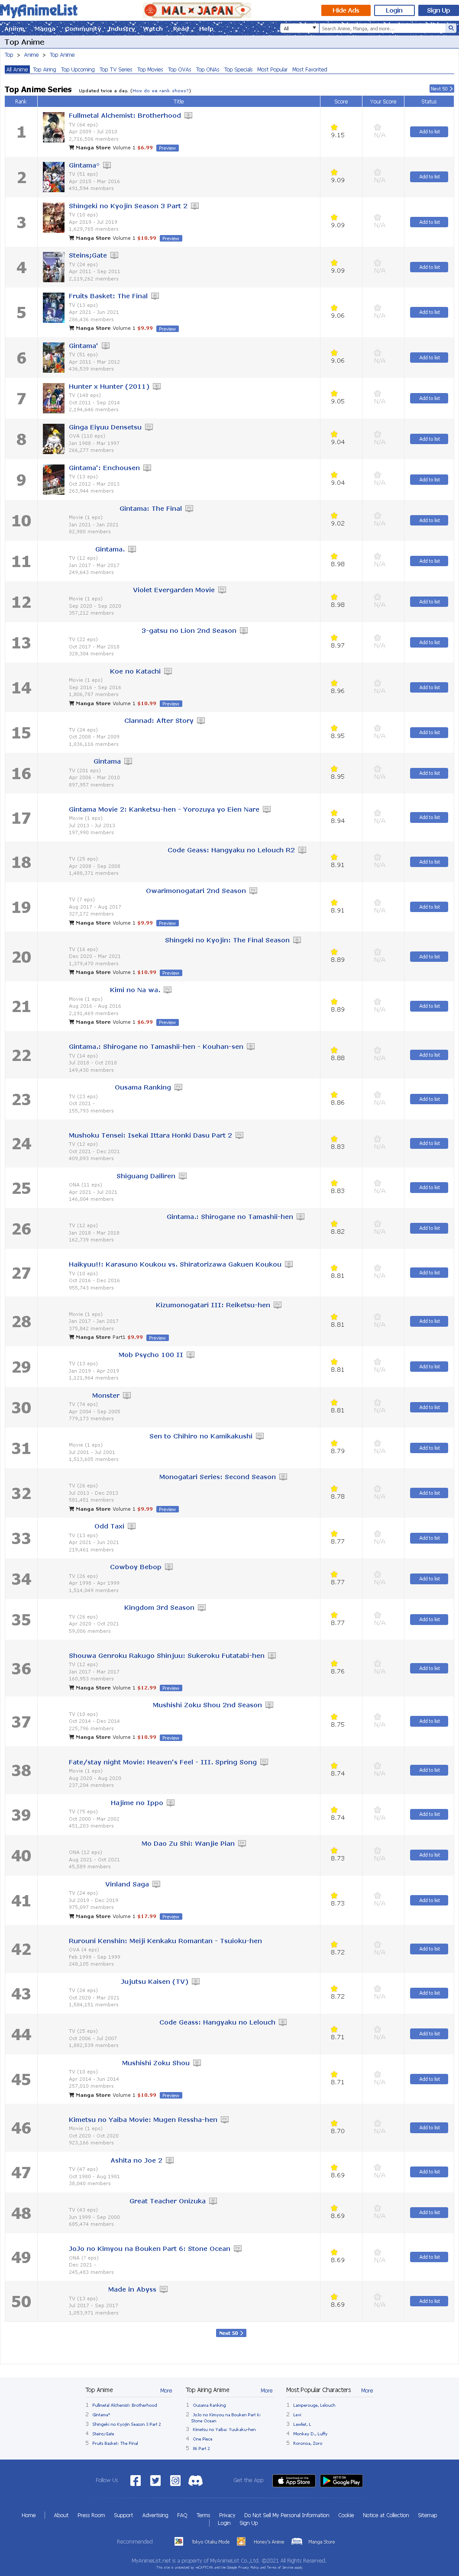 MyAnimeList
MAL × JAPAN
Hide Ads Login Sign Up
Anime Manga Community Industry Watch Read Help
All Search Anime, Manga, and more...
Top Anime
Top > Anime > Top Anime
All Anime Top Airing Top Upcoming Top TV Series Top Movies Top OVAs Top ONAs Top Specials Most Popular Most Favorited
Top Anime Series Updated twice a day. (How do we rank shows?) Next 50
Rank Title Score Your Score Status
1 Fullmetal Alchemist: Brotherhood 9.15 N/A Add to list
TV (64 eps)
Apr 2009 - Jul 2010
2,716,506 members
Manga Store Volume 1 $6.99 Preview
2 Gintama° 9.09 N/A Add to list
TV (51 eps)
Apr 2015 - Mar 2016
491,594 members
3 Shingeki no Kyojin Season 3 Part 2 9.09 N/A Add to list
TV (10 eps)
Apr 2019 - Jul 2019
1,629,765 members
Manga Store Volume 1 $10.99 Preview
4 Steins;Gate 9.09 N/A Add to list
TV (24 eps)
Apr 2011 - Sep 2011
2,119,262 members
5 Fruits Basket: The Final 9.06 N/A Add to list
TV (13 eps)
Apr 2021 - Jun 2021
286,436 members
Manga Store Volume 1 $9.99 Preview
6 Gintama' 9.06 N/A Add to list
TV (51 eps)
Apr 2011 - Mar 2012
436,539 members
7 Hunter x Hunter (2011) 9.05 N/A Add to list
TV (148 eps)
Oct 2011 - Sep 2014
2,194,646 members
8 Ginga Eiyuu Densetsu 9.04 N/A Add to list
OVA (110 eps)
Jan 1988 - Mar 1997
266,277 members
9 Gintama': Enchousen 9.04 N/A Add to list
TV (13 eps)
Oct 2012 - Mar 2013
263,944 members
10 Gintama: The Final 9.02 N/A Add to list
Movie (1 eps)
Jan 2021 - Jan 2021
82,980 members
11 Gintama. 8.98 N/A Add to list
TV (12 eps)
Jan 2017 - Mar 2017
249,643 members
12 Violet Evergarden Movie 8.98 N/A Add to list
Movie (1 eps)
Sep 2020 - Sep 2020
357,212 members
13 3-gatsu no Lion 2nd Season 8.97 N/A Add to list
TV (22 eps)
Oct 2017 - Mar 2018
328,304 members
14 Koe no Katachi 8.96 N/A Add to list
Movie (1 eps)
Sep 2016 - Sep 2016
1,806,787 members
Manga Store Volume 1 $10.99 Preview
15 Clannad: After Story 8.95 N/A Add to list
TV (24 eps)
Oct 2008 - Mar 2009
1,036,116 members
16 Gintama 8.95 N/A Add to list
TV (201 eps)
Apr 2006 - Mar 2010
897,957 members
17 Gintama Movie 2: Kanketsu-hen - Yorozuya yo Eien Nare 8.94 N/A Add to list
Movie (1 eps)
Jul 2013 - Jul 2013
197,990 members
18 Code Geass: Hangyaku no Lelouch R2 8.91 N/A Add to list
TV (25 eps)
Apr 2008 - Sep 2008
1,460,371 members
19 Owarimonogatari 2nd Season 8.91 N/A Add to list
TV (7 eps)
Aug 2017 - Aug 2017
327,172 members
Manga Store Volume 1 $9.99 Preview
20 Shingeki no Kyojin: The Final Season 8.89 N/A Add to list
TV (16 eps)
Dec 2020 - Mar 2021
1,379,475 members
Manga Store Volume 1 $10.99 Preview
21 Kimi no Na wa. 8.89 N/A Add to list
Movie (1 eps)
Aug 2016 - Aug 2016
2,191,469 members
Manga Store Volume 1 $6.99 Preview
22 Gintama.: Shirogane no Tamashii-hen - Kouhan-sen 8.88 N/A Add to list
TV (14 eps)
Jul 2018 - Oct 2018
149,430 members
23 Ousama Ranking 8.86 N/A Add to list
TV (23 eps)
Oct 2021 -
155,793 members
24 Mushoku Tensei: Isekai Ittara Honki Dasu Part 2 8.83 N/A Add to list
TV (12 eps)
Oct 2021 - Dec 2021
409,093 members
25 Shiguang Dailiren 8.83 N/A Add to list
ONA (11 eps)
Apr 2021 - Jul 2021
146,004 members
26 Gintama.: Shirogane no Tamashii-hen 8.82 N/A Add to list
TV (12 eps)
Jan 2018 - Mar 2018
162,739 members
27 Haikyuu!!: Karasuno Koukou vs. Shiratorizawa Gakuen Koukou 8.81 N/A Add to list
TV (10 eps)
Oct 2016 - Dec 2016
955,743 members
28 Kizumonogatari III: Reiketsu-hen 8.81 N/A Add to list
Movie (1 eps)
Jan 2017 - Jan 2017
375,862 members
Manga Store Part1 $9.99 Preview
29 Mob Psycho 100 II 8.81 N/A Add to list
TV (13 eps)
Jan 2019 - Apr 2019
1,121,964 members
30 Monster 8.81 N/A Add to list
TV (74 eps)
Apr 2004 - Sep 2005
779,173 members
31 Sen to Chihiro no Kamikakushi 8.79 N/A Add to list
Movie (1 eps)
Jul 2001 - Jul 2001
1,513,605 members
32 Monogatari Series: Second Season 8.78 N/A Add to list
TV (26 eps)
Jul 2013 - Dec 2013
591,451 members
Manga Store Volume 1 $9.99 Preview
33 Odd Taxi 8.77 N/A Add to list
TV (13 eps)
Apr 2021 - Jun 2021
219,461 members
34 Cowboy Bebop 8.77 N/A Add to list
TV (26 eps)
Apr 1998 - Apr 1999
1,514,049 members
35 Kingdom 3rd Season 8.77 N/A Add to list
TV (26 eps)
Apr 2020 - Oct 2021
59,006 members
36 Shouwa Genroku Rakugo Shinjuu: Sukeroku Futatabi-hen 8.76 N/A Add to list
TV (12 eps)
Jan 2017 - Mar 2017
160,953 members
Manga Store Volume 1 $12.99 Preview
37 Mushishi Zoku Shou 2nd Season 8.75 N/A Add to list
TV (10 eps)
Oct 2014 - Dec 2014
225,796 members
Manga Store Volume 1 $10.99 Preview
38 Fate/stay night Movie: Heaven's Feel - III. Spring Song 8.74 N/A Add to list
Movie (1 eps)
Aug 2020 - Aug 2020
237,204 members
39 Hajime no Ippo 8.74 N/A Add to list
TV (75 eps)
Oct 2000 - Mar 2002
451,253 members
40 Mo Dao Zu Shi: Wanjie Pian 8.73 N/A Add to list
ONA (12 eps)
Aug 2021 - Oct 2021
45,509 members
41 Vinland Saga 8.73 N/A Add to list
TV (24 eps)
Jul 2019 - Dec 2019
975,097 members
Manga Store Volume 1 $17.99 Preview
42 Rurouni Kenshin: Meiji Kenkaku Romantan - Tsuioku-hen 8.72 N/A Add to list
OVA (4 eps)
Feb 1999 - Sep 1999
240,105 members
43 Jujutsu Kaisen (TV) 8.72 N/A Add to list
TV (24 eps)
Oct 2020 - Mar 2021
1,584,151 members
44 Code Geass: Hangyaku no Lelouch 8.71 N/A Add to list
TV (25 eps)
Oct 2006 - Jul 2007
1,882,539 members
45 Mushishi Zoku Shou 8.71 N/A Add to list
TV (10 eps)
Apr 2014 - Jun 2014
257,010 members
Manga Store Volume 1 $10.99 Preview
46 Kimetsu no Yaiba Movie: Mugen Ressha-hen 8.70 N/A Add to list
Movie (1 eps)
Oct 2020 - Oct 2020
923,166 members
47 Ashita no Joe 2 8.69 N/A Add to list
TV (47 eps)
Oct 1980 - Aug 1981
38,040 members
48 Great Teacher Onizuka 8.69 N/A Add to list
TV (43 eps)
Jun 1999 - Sep 2000
605,474 members
49 JoJo no Kimyou na Bouken Part 6: Stone Ocean 8.69 N/A Add to list
ONA (? eps)
Dec 2021 -
245,483 members
50 Made in Abyss 8.69 N/A Add to list
TV (13 eps)
Jul 2017 - Sep 2017
1,083,971 members
Next 50
Top Anime More Top Airing Anime More Most Popular Characters More
1 Fullmetal Alchemist: Brotherhood 1 Ousama Ranking 1 Lamperouge, Lelouch
2 Gintama° 2 JoJo no Kimyou na Bouken Part 6: Stone Ocean 2 Levi
3 Shingeki no Kyojin Season 3 Part 2 3 Kimetsu no Yaiba: Yuukaku-hen 3 Lawliet, L
4 Steins;Gate 4 One Piece 4 Monkey D., Luffy
5 Fruits Basket: The Final 5 86 Part 2 5 Roronoa, Zoro
Follow Us Get the App App Store Google Play
Home About Press Room Support Advertising FAQ Terms Privacy Do Not Sell My Personal Information Cookie Notice at Collection Sitemap
Login Sign Up
Recommended Tokyo Otaku Mode Honey's Anime Manga Store
MyAnimeList.net is a property of MyAnimeList Co.,Ltd. ©2021 All Rights Reserved.
This site is protected by reCAPTCHA and the Google Privacy Policy and Terms of Service apply.